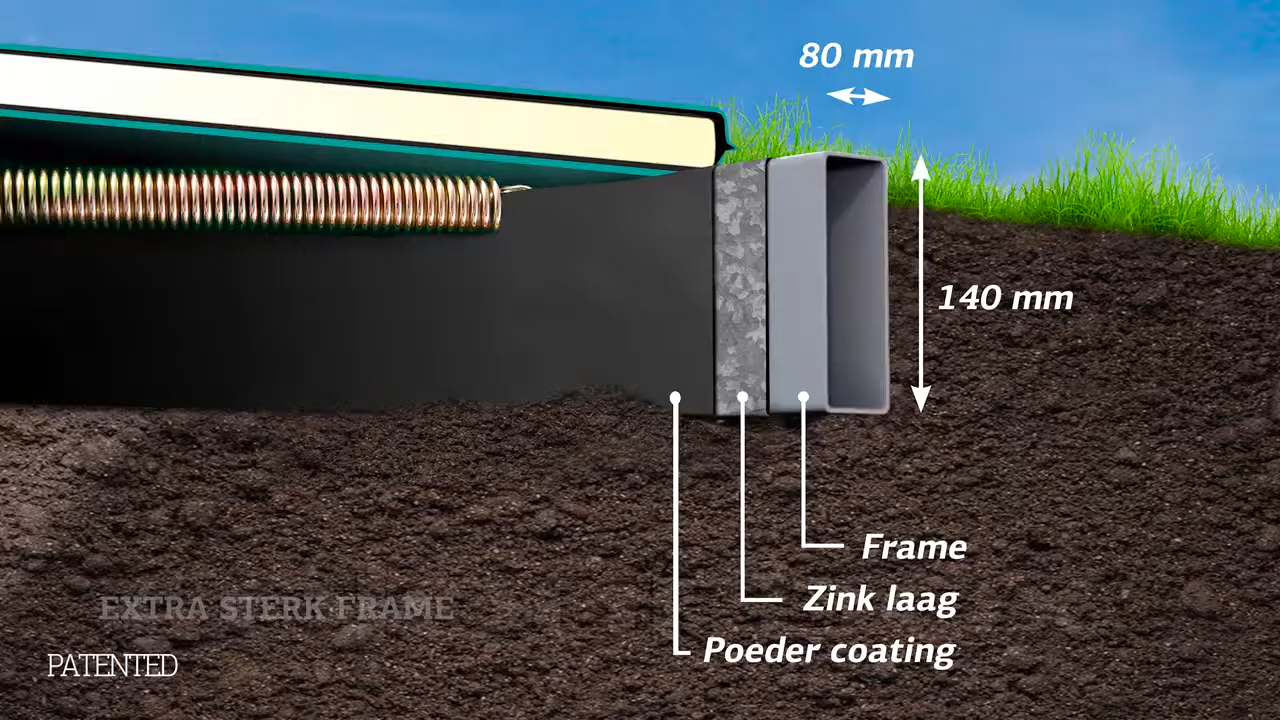 80 mm
140 mm
Frame
Zink laag
Poeder coating
EXTRA STERK FRAME
PATENTED